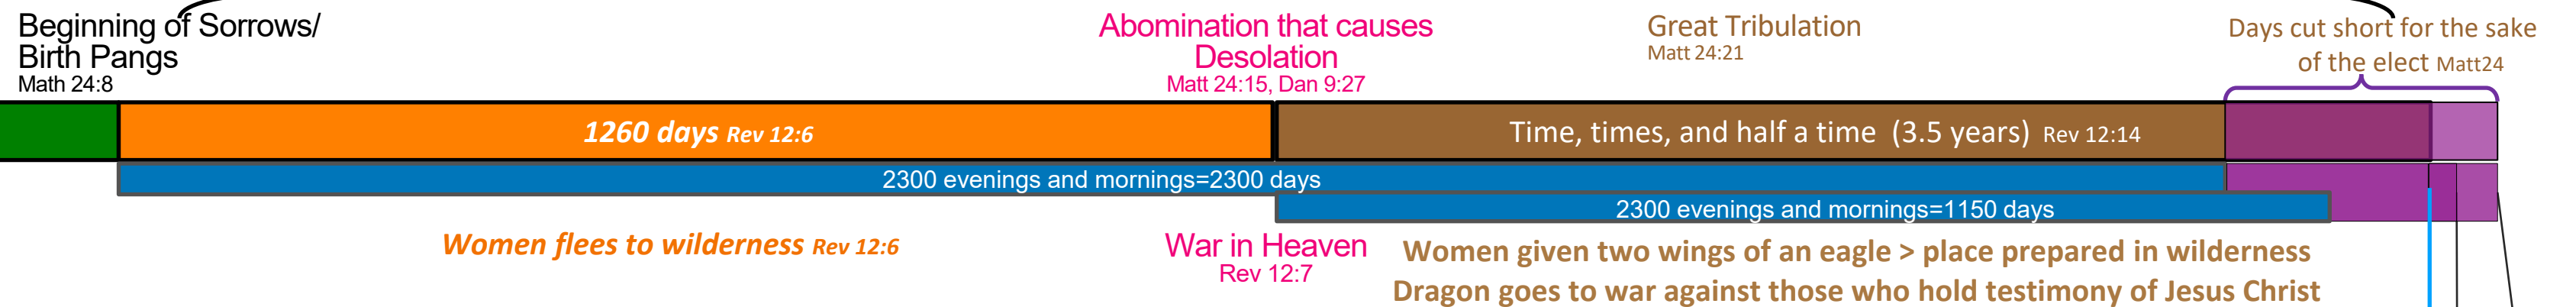 Beginning of Sorrows/
Birth Pangs
Math 24:8
Abomination that causes
Desolation
Matt 24:15, Dan 9:27
Great Tribulation
Matt 24:21
Days cut short for the sake
of the elect Matt24
1260 days Rev 12:6
Time, times, and half a time (3.5 years) Rev 12:14
2300 evenings and mornings=2300 days
2300 evenings and mornings=1150 days
Women flees to wilderness Rev 12:6
War in Heaven
Rev 12:7
Women given two wings of an eagle > place prepared in wilderness
Dragon goes to war against those who hold testimony of Jesus Christ